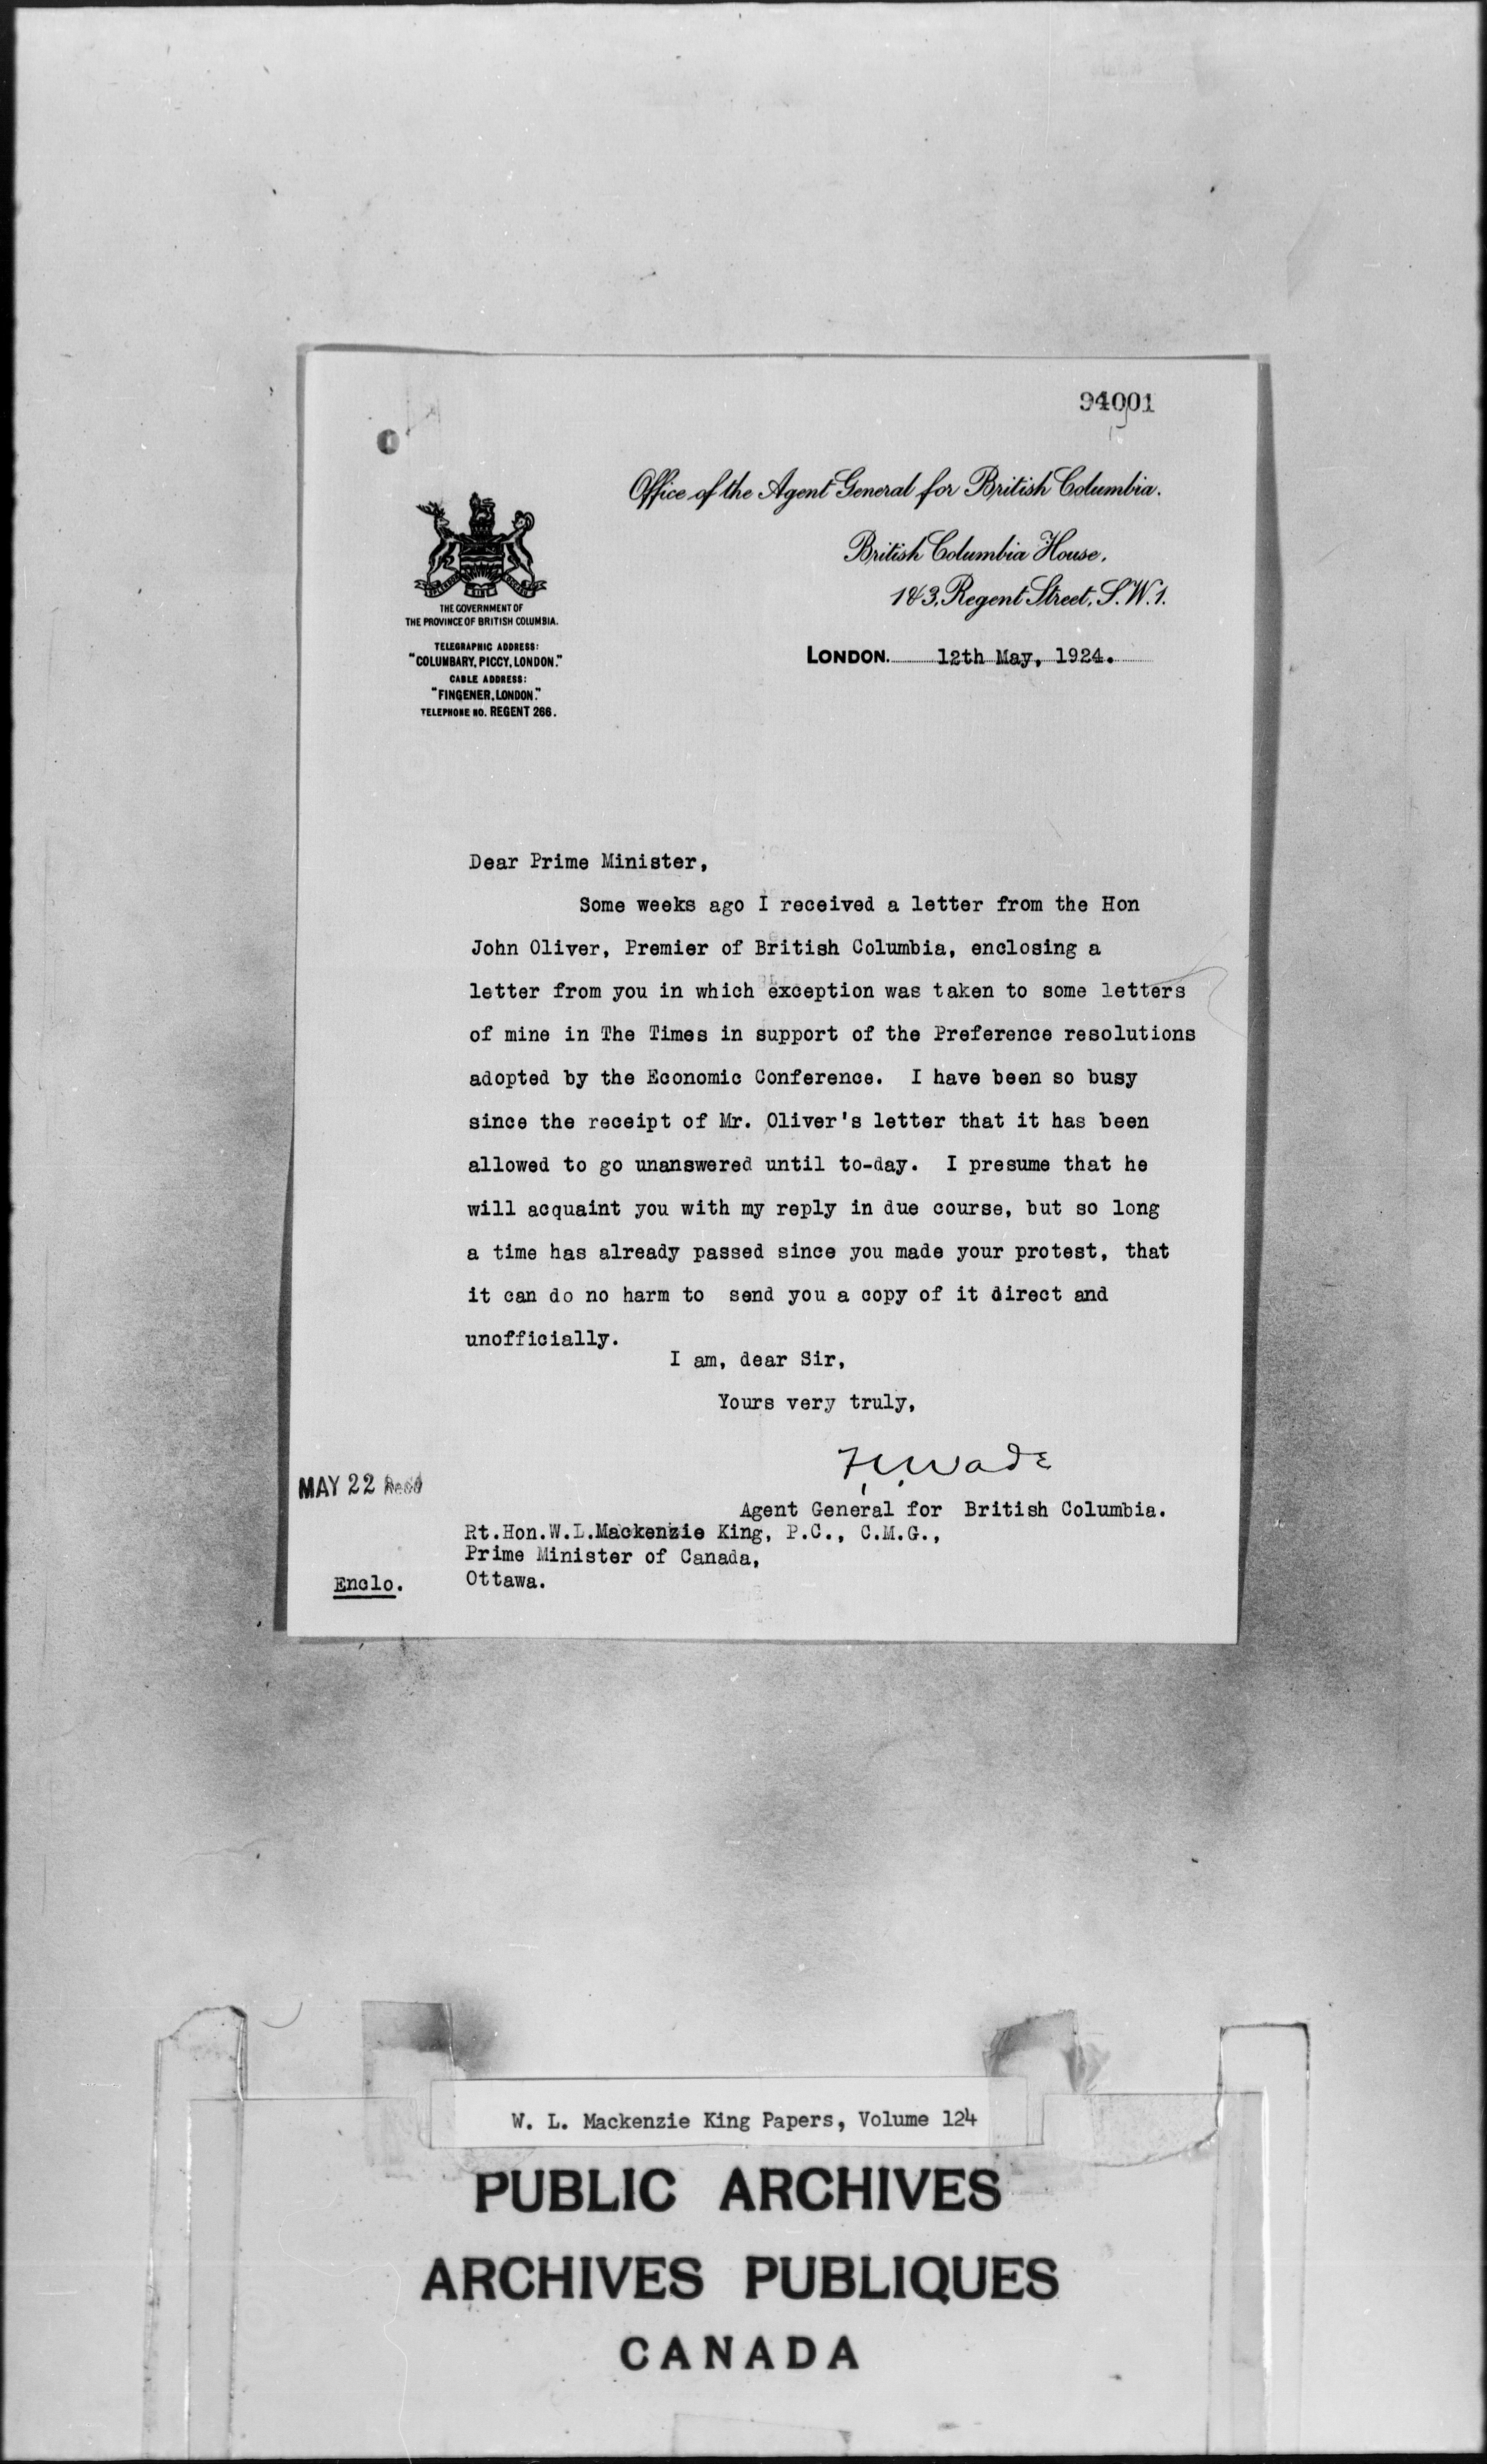 94001
Office of the Agent General for British Columbia.
British Columbia House,
1 & 3, Regent Street, S.W.1.
THE GOVERNMENT OF
THE PROVINCE OF BRITISH COLUMBIA.
TELEGRAPHIC ADDRESS:
"COLUMBARY, PICCY, LONDON."
CABLE ADDRESS:
"FINGENER, LONDON."
TELEPHONE NO. REGENT 266.
LONDON. 12th May, 1924.
Dear Prime Minister,
Some weeks ago I received a letter from the Hon
John Oliver, Premier of British Columbia, enclosing a
letter from you in which exception was taken to some letters
of mine in The Times in support of the Preference resolutions
adopted by the Economic Conference. I have been so busy
since the receipt of Mr. Oliver's letter that it has been
allowed to go unanswered until to-day. I presume that he
will acquaint you with my reply in due course, but so long
a time has already passed since you made your protest, that
it can do no harm to send you a copy of it direct and
unofficially.
I am, dear Sir,
Yours very truly,
F.C.Wade
MAY 22 Recd
Agent General for British Columbia.
Rt.Hon.W.L.Mackenzie King, P.C., C.M.G.,
Prime Minister of Canada,
Ottawa.
Enclo.
W. L. Mackenzie King Papers, Volume 124
PUBLIC ARCHIVES
ARCHIVES PUBLIQUES
CANADA